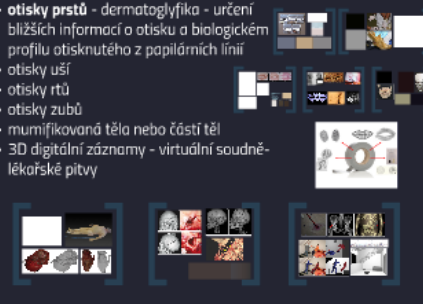 • otisky prstů - dermatoglyfika - určení
bližších informací o otisku a biologickém
profilu otisknutého z papilárních línií
• otisky uší
• otisky rtů
• otisky zubů
• mumifikovaná těla nebo částí těl
• 3D digitální záznamy - virtuální soudně-
lékařské pitvy